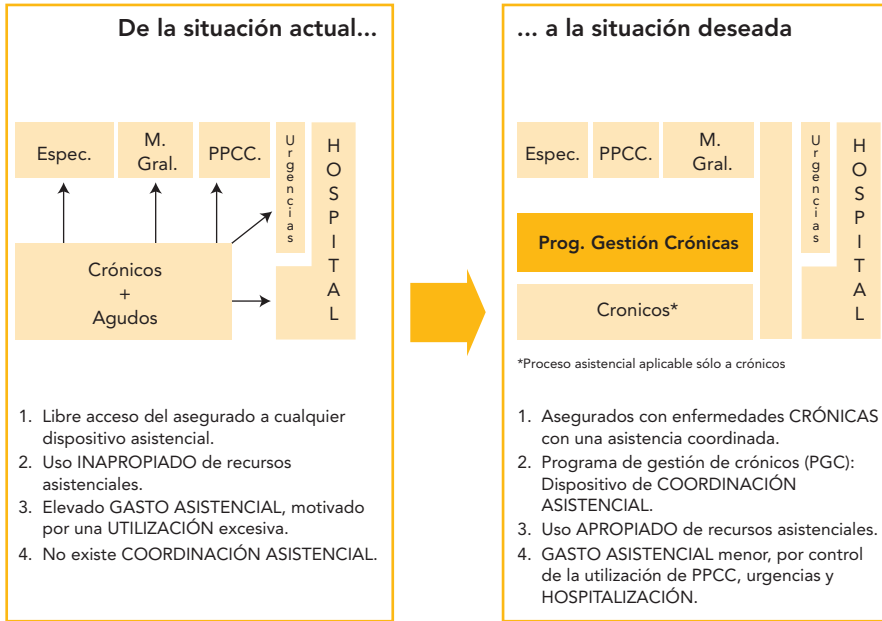 De la situación actual...
Espec.
M.
Gral.
PPCC.
Urgencias
HOSPITAL
Crónicos
+
Agudos
1. Libre acceso del asegurado a cualquier
dispositivo asistencial.
2. Uso INAPROPIADO de recursos
asistenciales.
3. Elevado GASTO ASISTENCIAL, motivado
por una UTILIZACIÓN excesiva.
4. No existe COORDINACIÓN ASISTENCIAL.
... a la situación deseada
Espec.
PPCC.
M.
Gral.
Urgencias
HOSPITAL
Prog. Gestión Crónicas
Cronicos*
*Proceso asistencial aplicable sólo a crónicos
1. Asegurados con enfermedades CRÓNICAS
con una asistencia coordinada.
2. Programa de gestión de crónicos (PGC):
Dispositivo de COORDINACIÓN
ASISTENCIAL.
3. Uso APROPIADO de recursos asistenciales.
4. GASTO ASISTENCIAL menor, por control
de la utilización de PPCC, urgencias y
HOSPITALIZACIÓN.